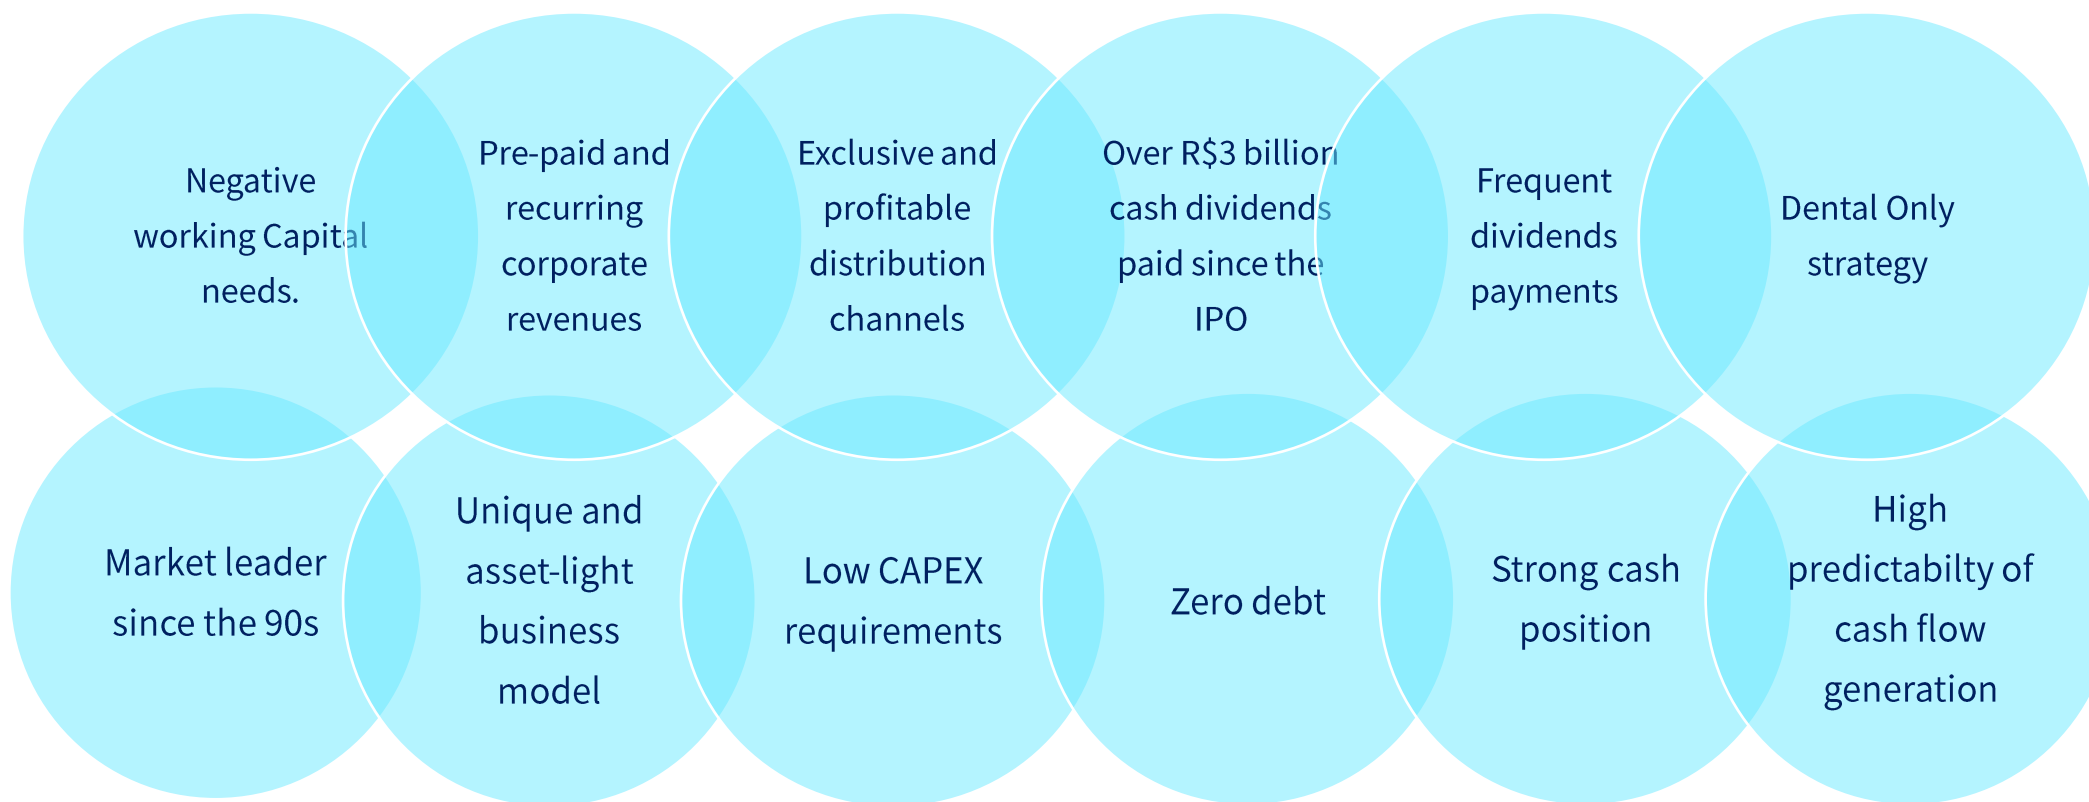 Negative
working Capital
needs.
Pre-paid and
recurring
corporate
revenues
Exclusive and
profitable
distribution
channels
Over R$3 billion
cash dividends
paid since the
IPO
Frequent
dividends
payments
Dental Only
strategy
Market leader
since the 90s
Unique and
asset-light
business
model
Low CAPEX
requirements
Zero debt
Strong cash
position
High
predictabilty of
cash flow
generation